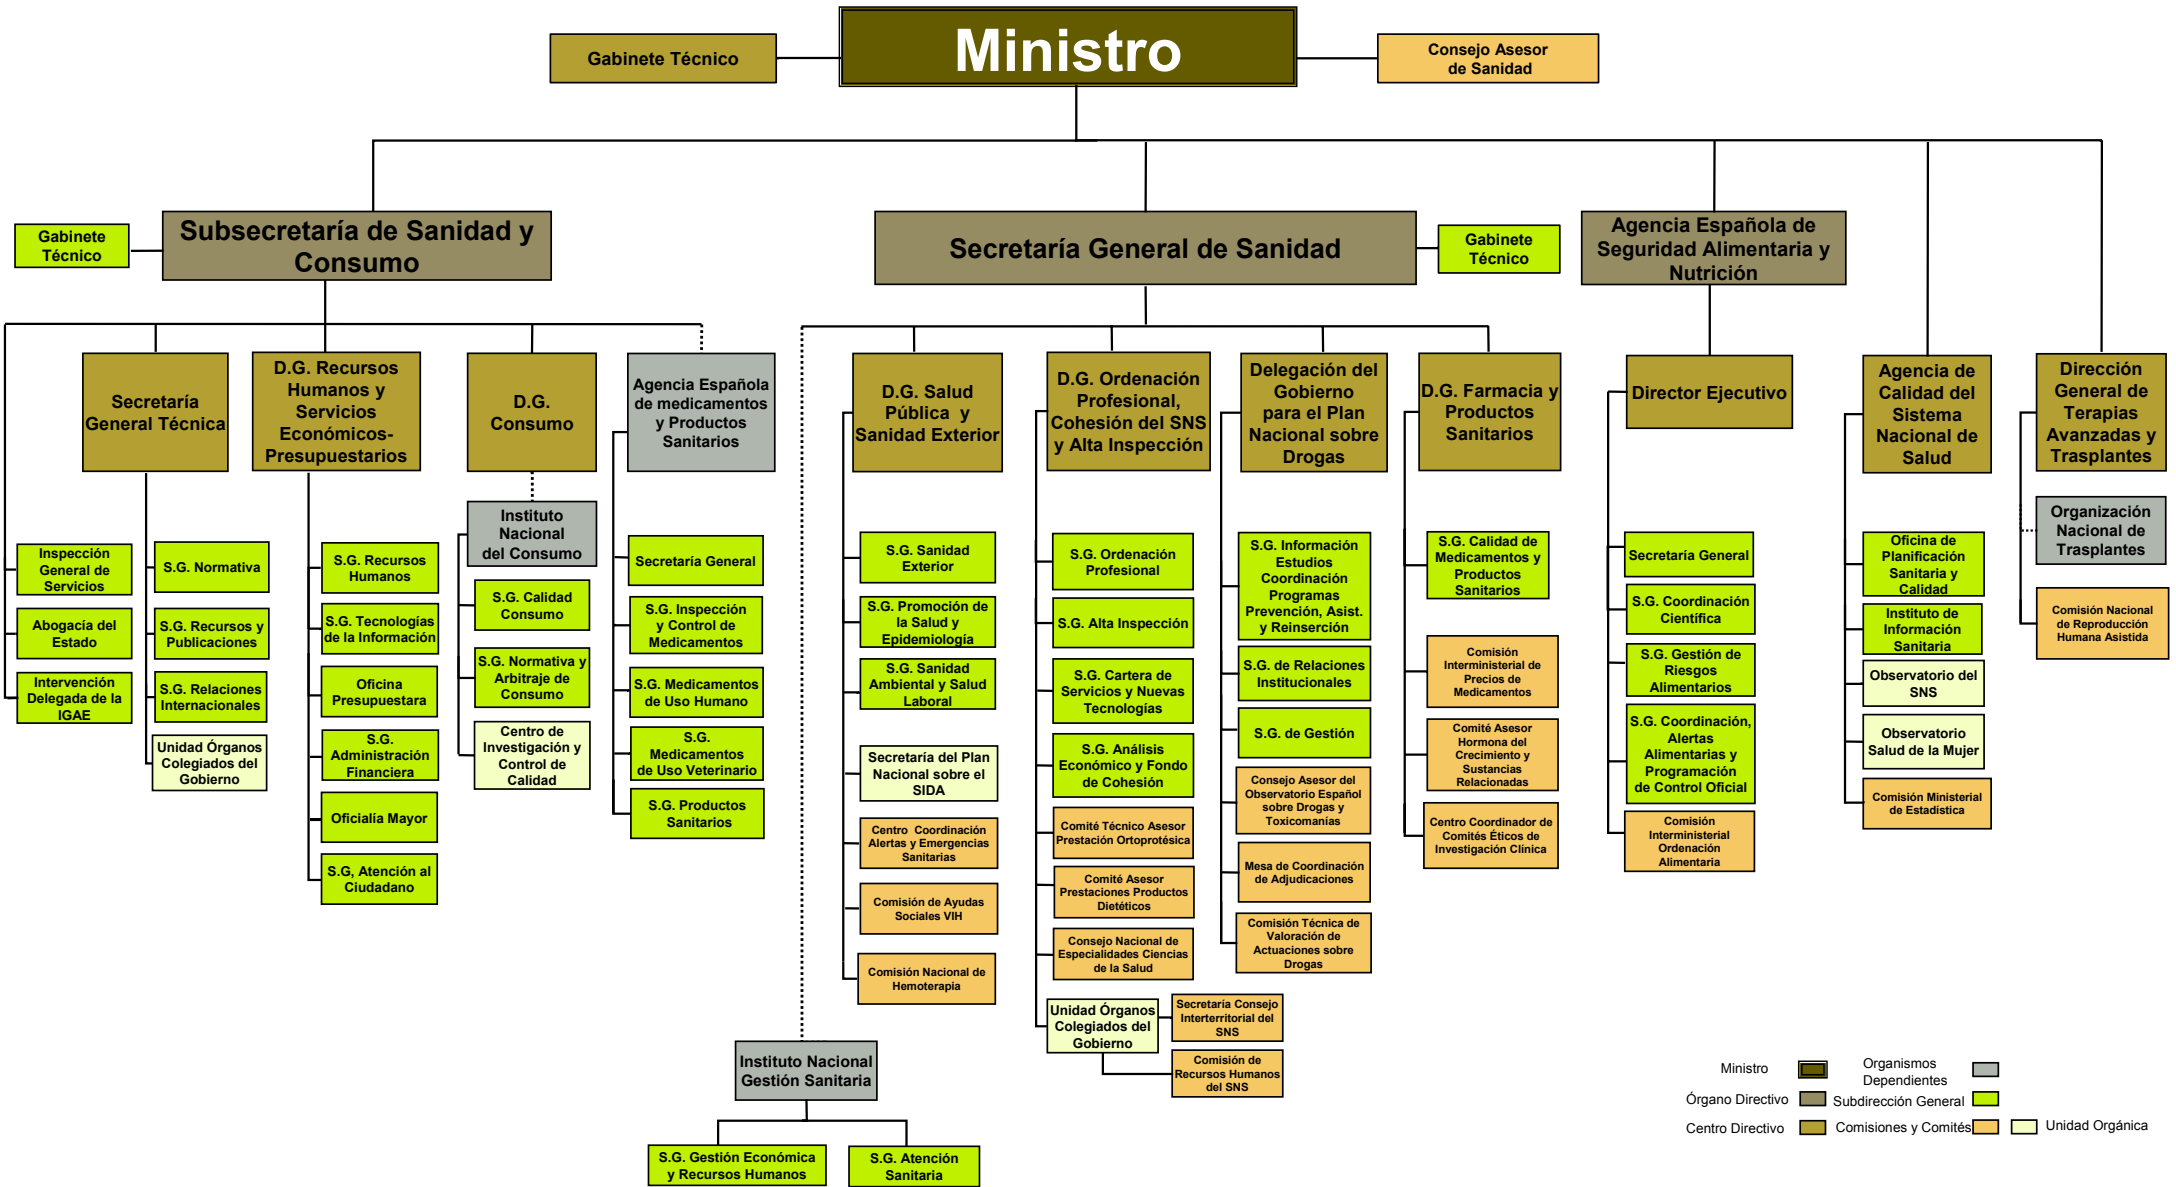 Ministro
Gabinete Técnico
Consejo Asesor
de Sanidad
Gabinete
Técnico
Subsecretaría de Sanidad y
Consumo
Secretaría General de Sanidad
Gabinete
Técnico
Agencia Española de
Seguridad Alimentaria y
Nutrición
Secretaría
General Técnica
D.G. Recursos
Humanos y
Servicios
Económicos-
Presupuestarios
D.G.
Consumo
Agencia Española
de medicamentos
y Productos
Sanitarios
D.G. Salud
Pública y
Sanidad Exterior
D.G. Ordenación
Profesional,
Cohesión del SNS
y Alta Inspección
Delegación del
Gobierno
para el Plan
Nacional sobre
Drogas
D.G. Farmacia y
Productos
Sanitarios
Director Ejecutivo
Agencia de
Calidad del
Sistema
Nacional de
Salud
Dirección
General de
Terapias
Avanzadas y
Trasplantes
Inspección
General de
Servicios
Abogacía del
Estado
Intervención
Delegada de la
IGAE
S.G. Normativa
S.G. Recursos y
Publicaciones
S.G. Relaciones
Internacionales
Unidad Órganos
Colegiados del
Gobierno
S.G. Recursos
Humanos
S.G. Tecnologías
de la Información
Oficina
Presupuestara
S.G.
Administración
Financiera
Oficialía Mayor
S.G, Atención al
Ciudadano
Instituto
Nacional
del Consumo
S.G. Calidad
Consumo
S.G. Normativa y
Arbitraje de
Consumo
Centro de
Investigación y
Control de
Calidad
Secretaría General
S.G. Inspección
y Control de
Medicamentos
S.G. Medicamentos
de Uso Humano
S.G.
Medicamentos
de Uso Veterinario
S.G. Productos
Sanitarios
S.G. Sanidad
Exterior
S.G. Promoción de
la Salud y
Epidemiología
S.G. Sanidad
Ambiental y Salud
Laboral
Secretaría del Plan
Nacional sobre el
SIDA
Centro Coordinación
Alertas y Emergencias
Sanitarias
Comisión de Ayudas
Sociales VIH
Comisión Nacional de
Hemoterapia
S.G. Ordenación
Profesional
S.G. Alta Inspección
S.G. Cartera de
Servicios y Nuevas
Tecnologías
S.G. Análisis
Económico y Fondo
de Cohesión
Comité Técnico Asesor
Prestación Ortoprotésica
Comité Asesor
Prestaciones Productos
Dietéticos
Consejo Nacional de
Especialidades Ciencias
de la Salud
Unidad Órganos
Colegiados del
Gobierno
Secretaría Consejo
Interterritorial del
SNS
Comisión de
Recursos Humanos
del SNS
S.G. Información
Estudios
Coordinación
Programas
Prevención, Asist.
y Reinserción
S.G. de Relaciones
Institucionales
S.G. de Gestión
Consejo Asesor del
Observatorio Español
sobre Drogas y
Toxicomanías
Mesa de Coordinación
de Adjudicaciones
Comisión Técnica de
Valoración de
Actuaciones sobre
Drogas
S.G. Calidad de
Medicamentos y
Productos
Sanitarios
Comisión
Interministerial de
Precios de
Medicamentos
Comité Asesor
Hormona del
Crecimiento y
Sustancias
Relacionadas
Centro Coordinador de
Comités Éticos de
Investigación Clínica
Secretaría General
S.G. Coordinación
Científica
S.G. Gestión de
Riesgos
Alimentarios
S.G. Coordinación,
Alertas
Alimentarias y
Programación
de Control Oficial
Comisión
Interministerial
Ordenación
Alimentaria
Oficina de
Planificación
Sanitaria y
Calidad
Instituto de
Información
Sanitaria
Observatorio del
SNS
Observatorio
Salud de la Mujer
Comisión Ministerial
de Estadística
Organización
Nacional de
Trasplantes
Comisión Nacional
de Reproducción
Humana Asistida
Instituto Nacional
Gestión Sanitaria
S.G. Gestión Económica
y Recursos Humanos
S.G. Atención
Sanitaria
Ministro
Organismos
Dependientes
Órgano Directivo
Subdirección General
Centro Directivo
Comisiones y Comités
Unidad Orgánica